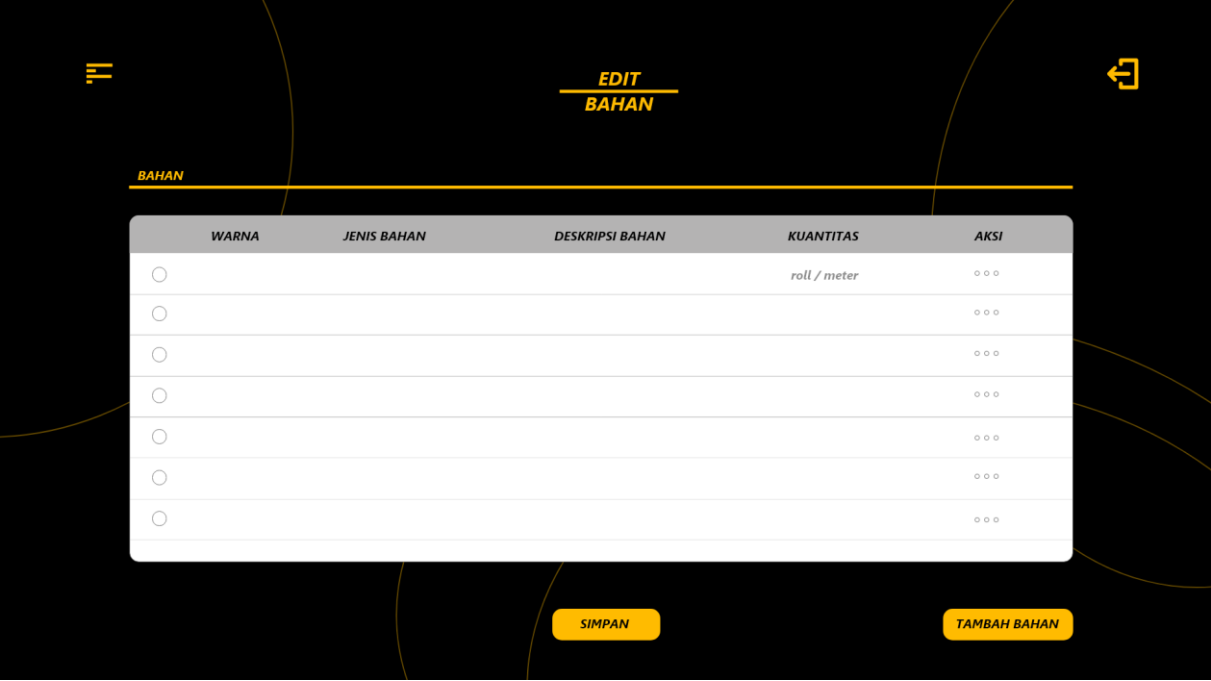 EDIT
BAHAN
BAHAN
WARNA JENIS BAHAN DESKRIPSI BAHAN KUANTITAS AKSI
roll / meter
SIMPAN TAMBAH BAHAN